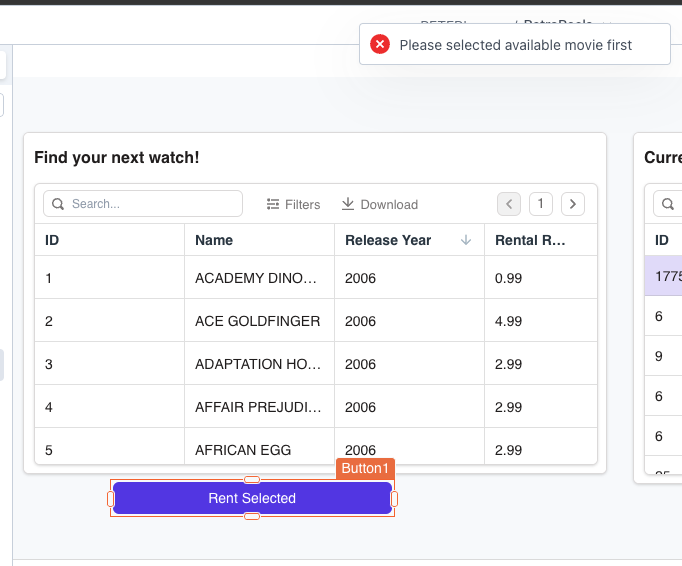 Please selected available movie first
Find your next watch!
Curre
Search...
Filters
Download
1
ID
Name
Release Year
Rental R...
ID
1
ACADEMY DINO...
2006
0.99
1775
2
ACE GOLDFINGER
2006
4.99
6
3
ADAPTATION HO...
2006
2.99
9
4
AFFAIR PREJUDI...
2006
2.99
6
5
AFRICAN EGG
2006
2.99
6
Button1
Rent Selected